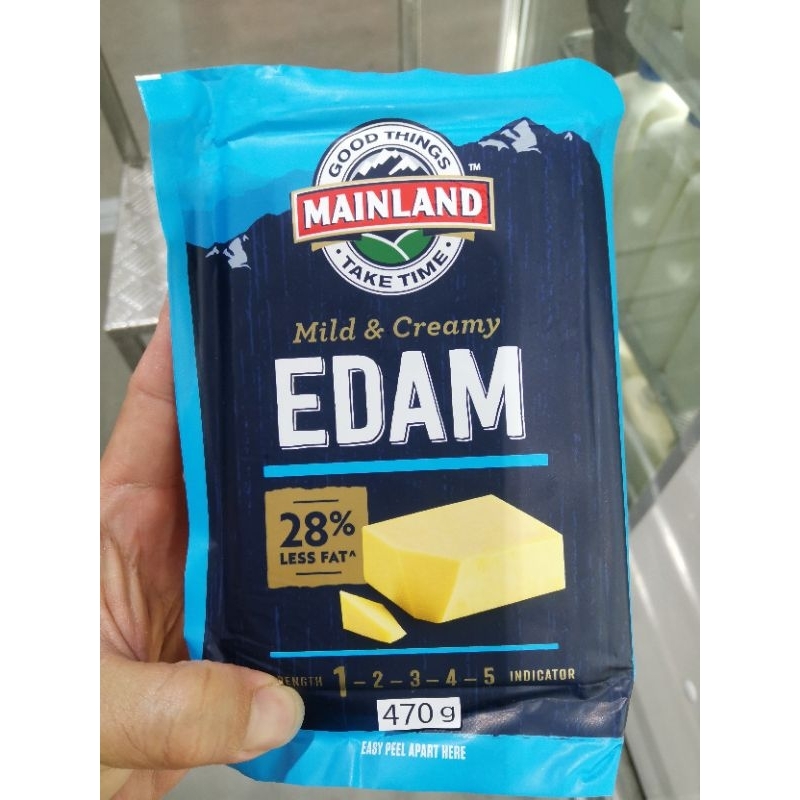 GOOD THINGS
MAINLAND
TM
• TAKE TIME •
Mild & Creamy
EDAM
28%
LESS FAT^
1 – 2 – 3 – 4 – 5 INDICATOR
470 g
EASY PEEL APART HERE